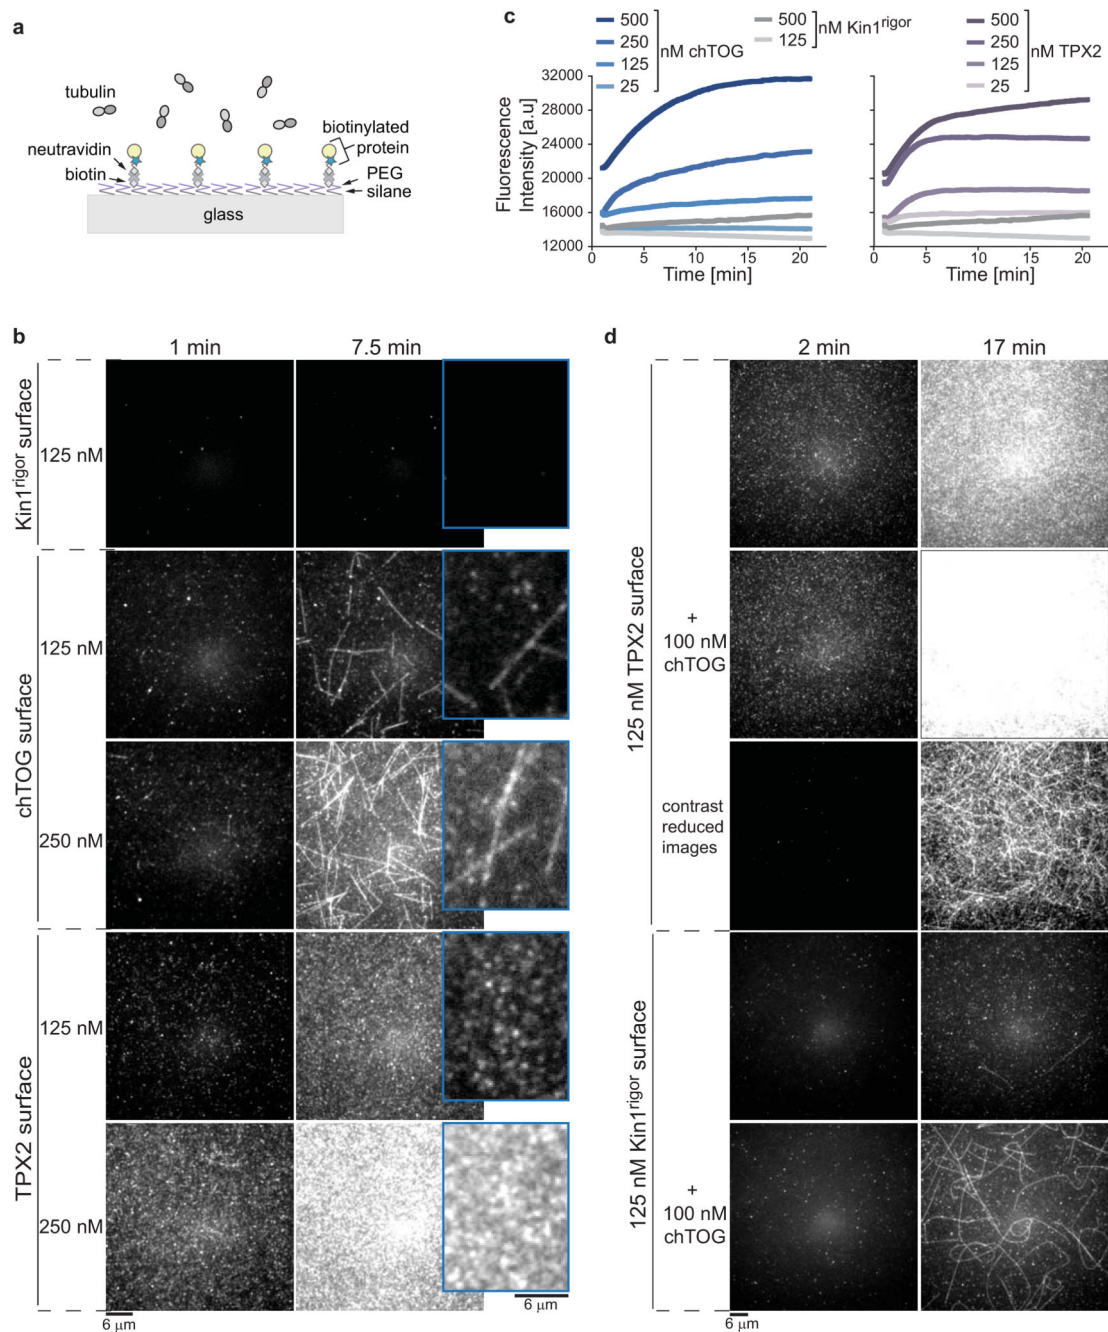 a
tubulin
neutravidin
biotin
biotinylated
protein
PEG
silane
glass
c
500
250
125
25
nM chTOG
500
125
nM Kin1rigor
500
250
125
25
nM TPX2
Fluorescence
Intensity [a.u]
32000
28000
24000
20000
16000
12000
0 5 10 15 20
Time [min]
0 5 10 15 20
Time [min]
b
1 min 7.5 min
Kin1rigor surface
125 nM
chTOG surface
125 nM
250 nM
TPX2 surface
125 nM
250 nM
6 μm
6 μm
d
2 min 17 min
125 nM TPX2 surface
+
100 nM
chTOG
contrast
reduced
images
125 nM Kin1rigor surface
+
100 nM
chTOG
6 μm